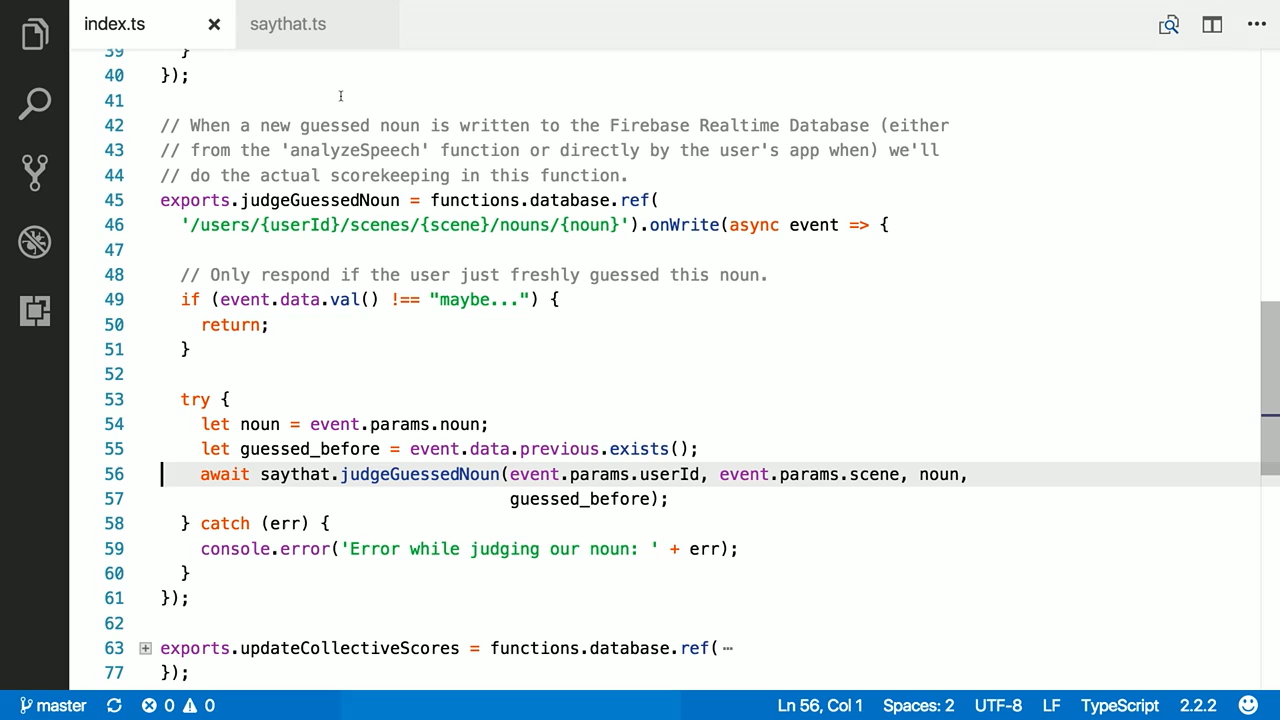 index.ts
saythat.ts
39 }
40 });
41
42 // When a new guessed noun is written to the Firebase Realtime Database (either
43 // from the 'analyzeSpeech' function or directly by the user's app when) we'll
44 // do the actual scorekeeping in this function.
45 exports.judgeGuessedNoun = functions.database.ref(
46 '/users/{userId}/scenes/{scene}/nouns/{noun}').onWrite(async event => {
47
48 // Only respond if the user just freshly guessed this noun.
49 if (event.data.val() !== "maybe...") {
50 return;
51 }
52
53 try {
54 let noun = event.params.noun;
55 let guessed_before = event.data.previous.exists();
56 await saythat.judgeGuessedNoun(event.params.userId, event.params.scene, noun,
57 guessed_before);
58 } catch (err) {
59 console.error('Error while judging our noun: ' + err);
60 }
61 });
62
63 exports.updateCollectiveScores = functions.database.ref( ⋯
77 });
master 0 0 Ln 56, Col 1 Spaces: 2 UTF-8 LF TypeScript 2.2.2